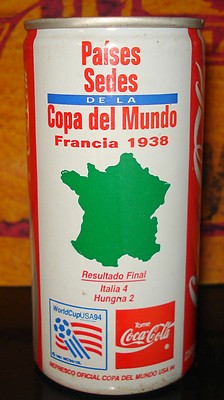 Países
Sedes
DE LA
Copa del Mundo
Francia 1938
Resultado Final
Italia 4
Hungria 2
WorldCupUSA94
Tome
Coca-Cola
REFRESCO OFICIAL COPA DEL MUNDO USA 94